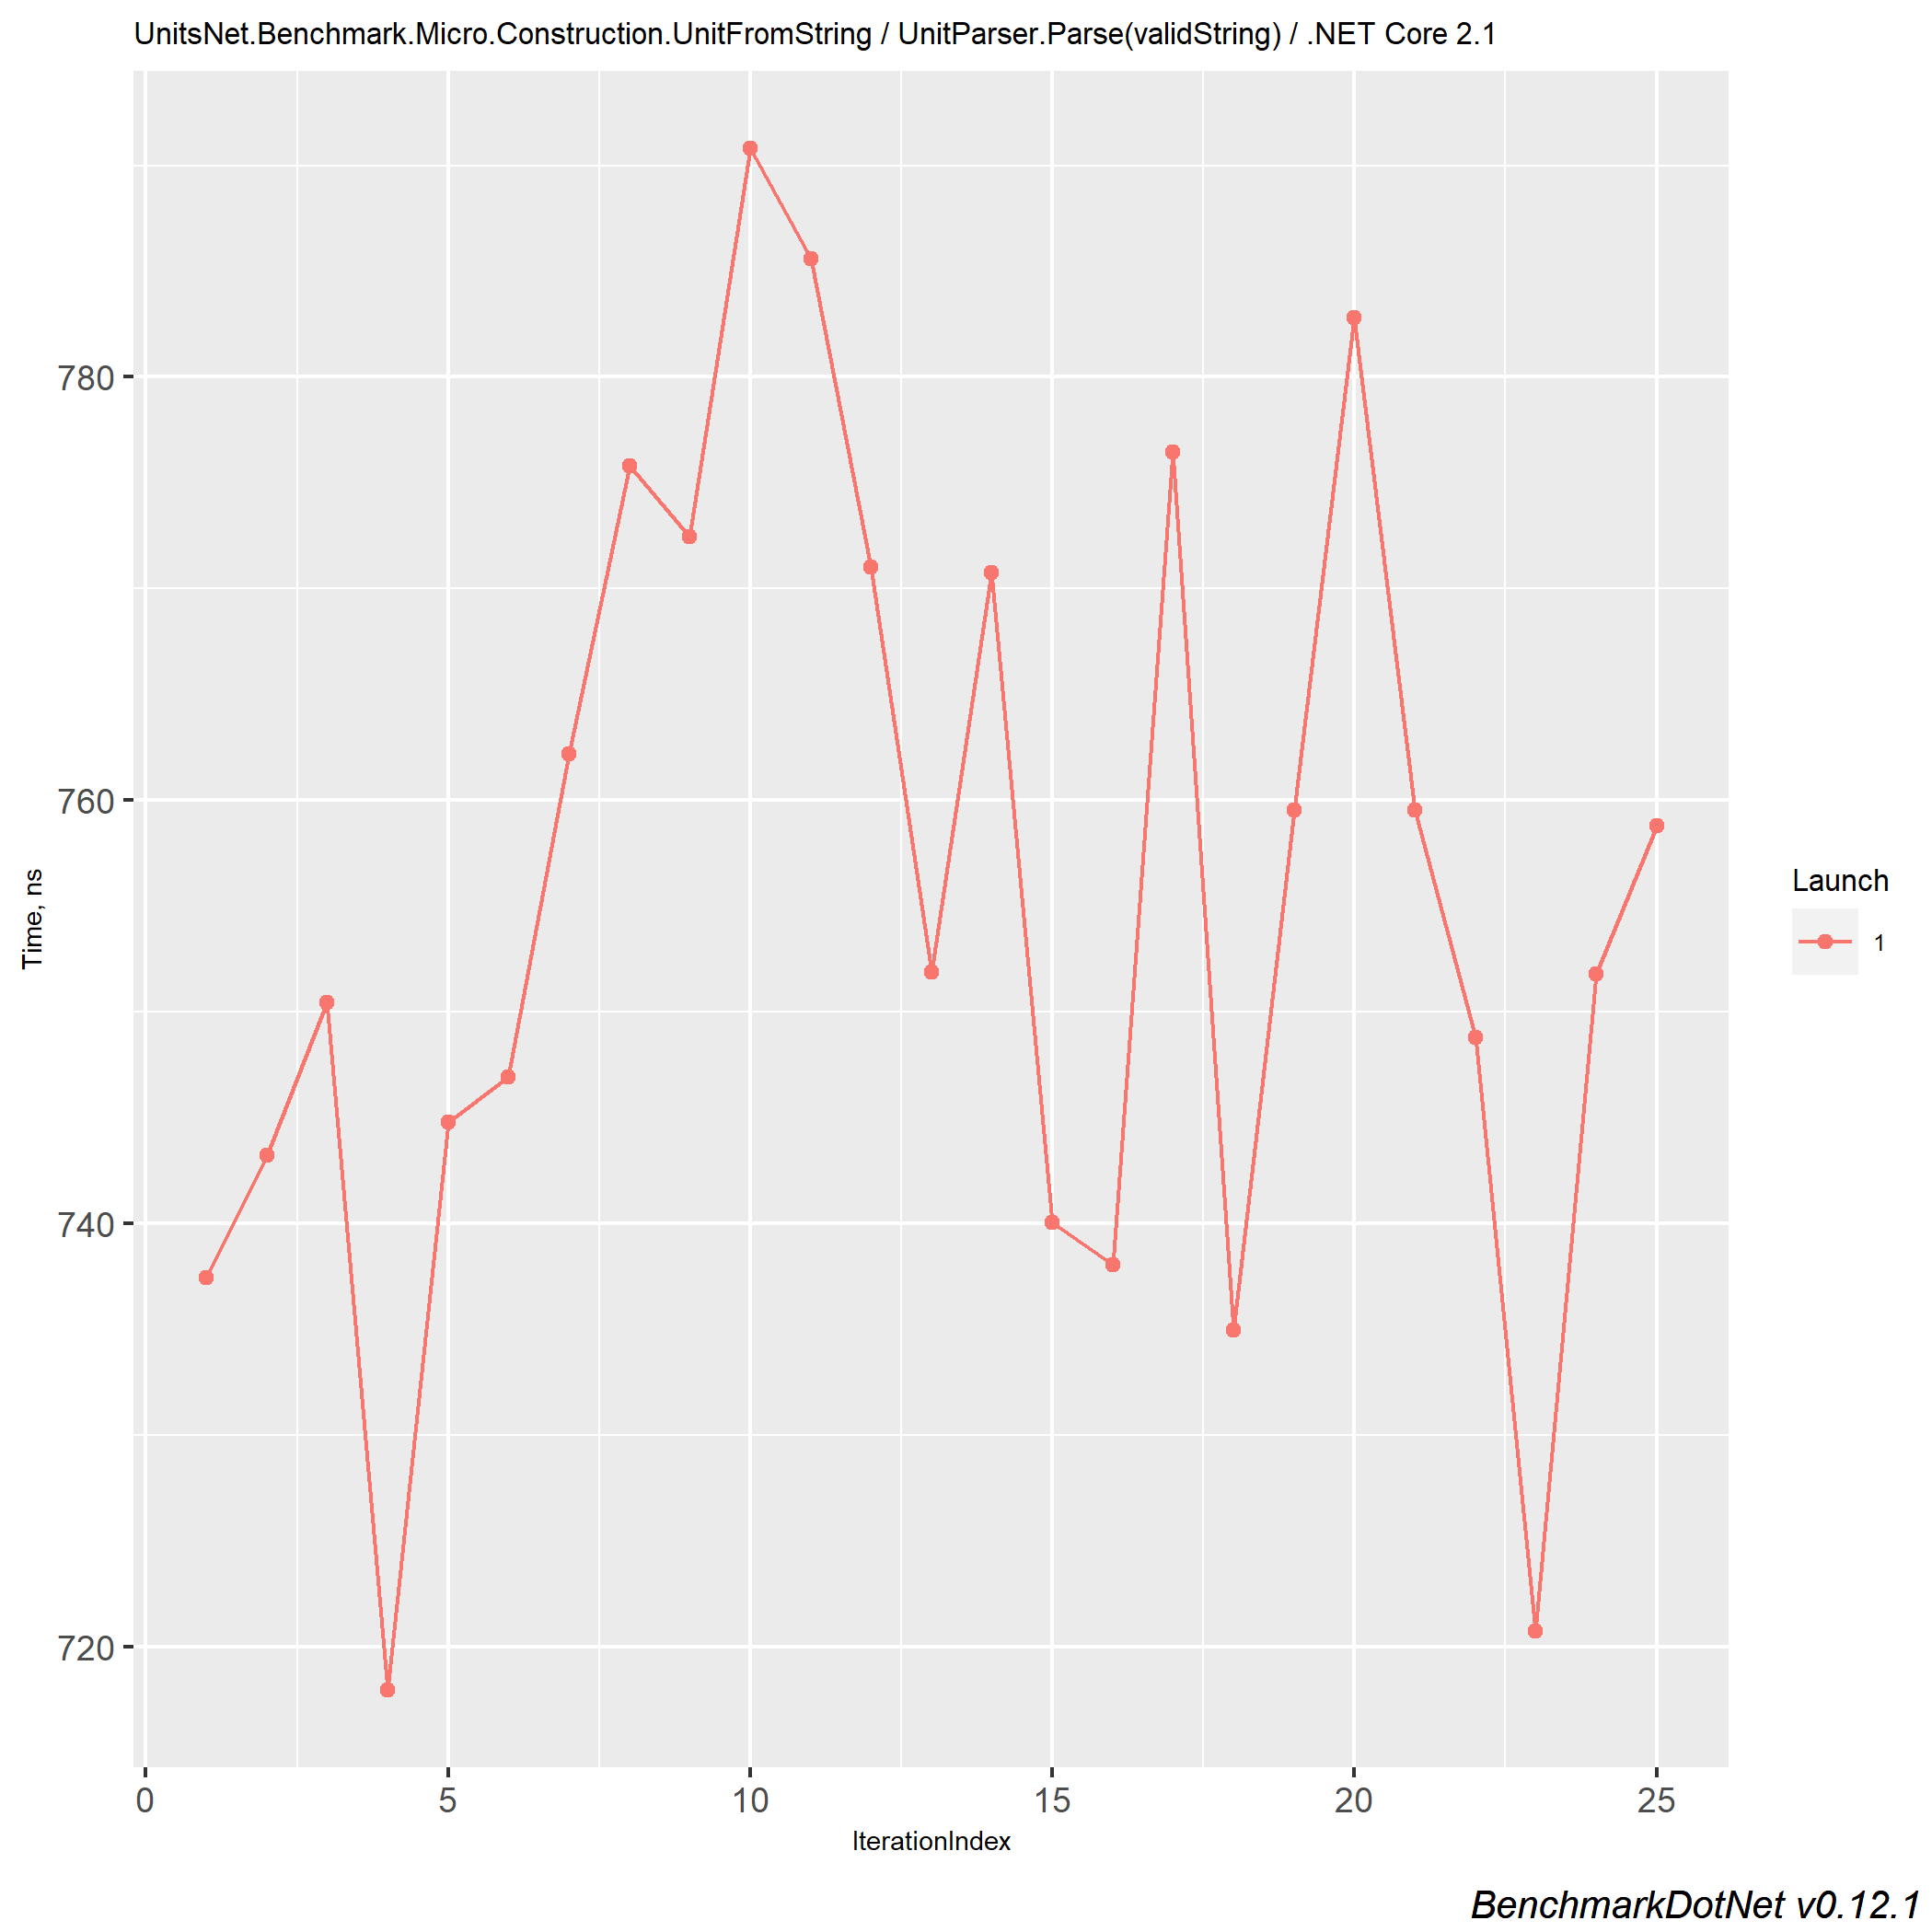 UnitsNet.Benchmark.Micro.Construction.UnitFromString / UnitParser.Parse(validString) / .NET Core 2.1
780
760
740
720
Time, ns
0 5 10 15 20 25
IterationIndex
Launch
1
BenchmarkDotNet v0.12.1